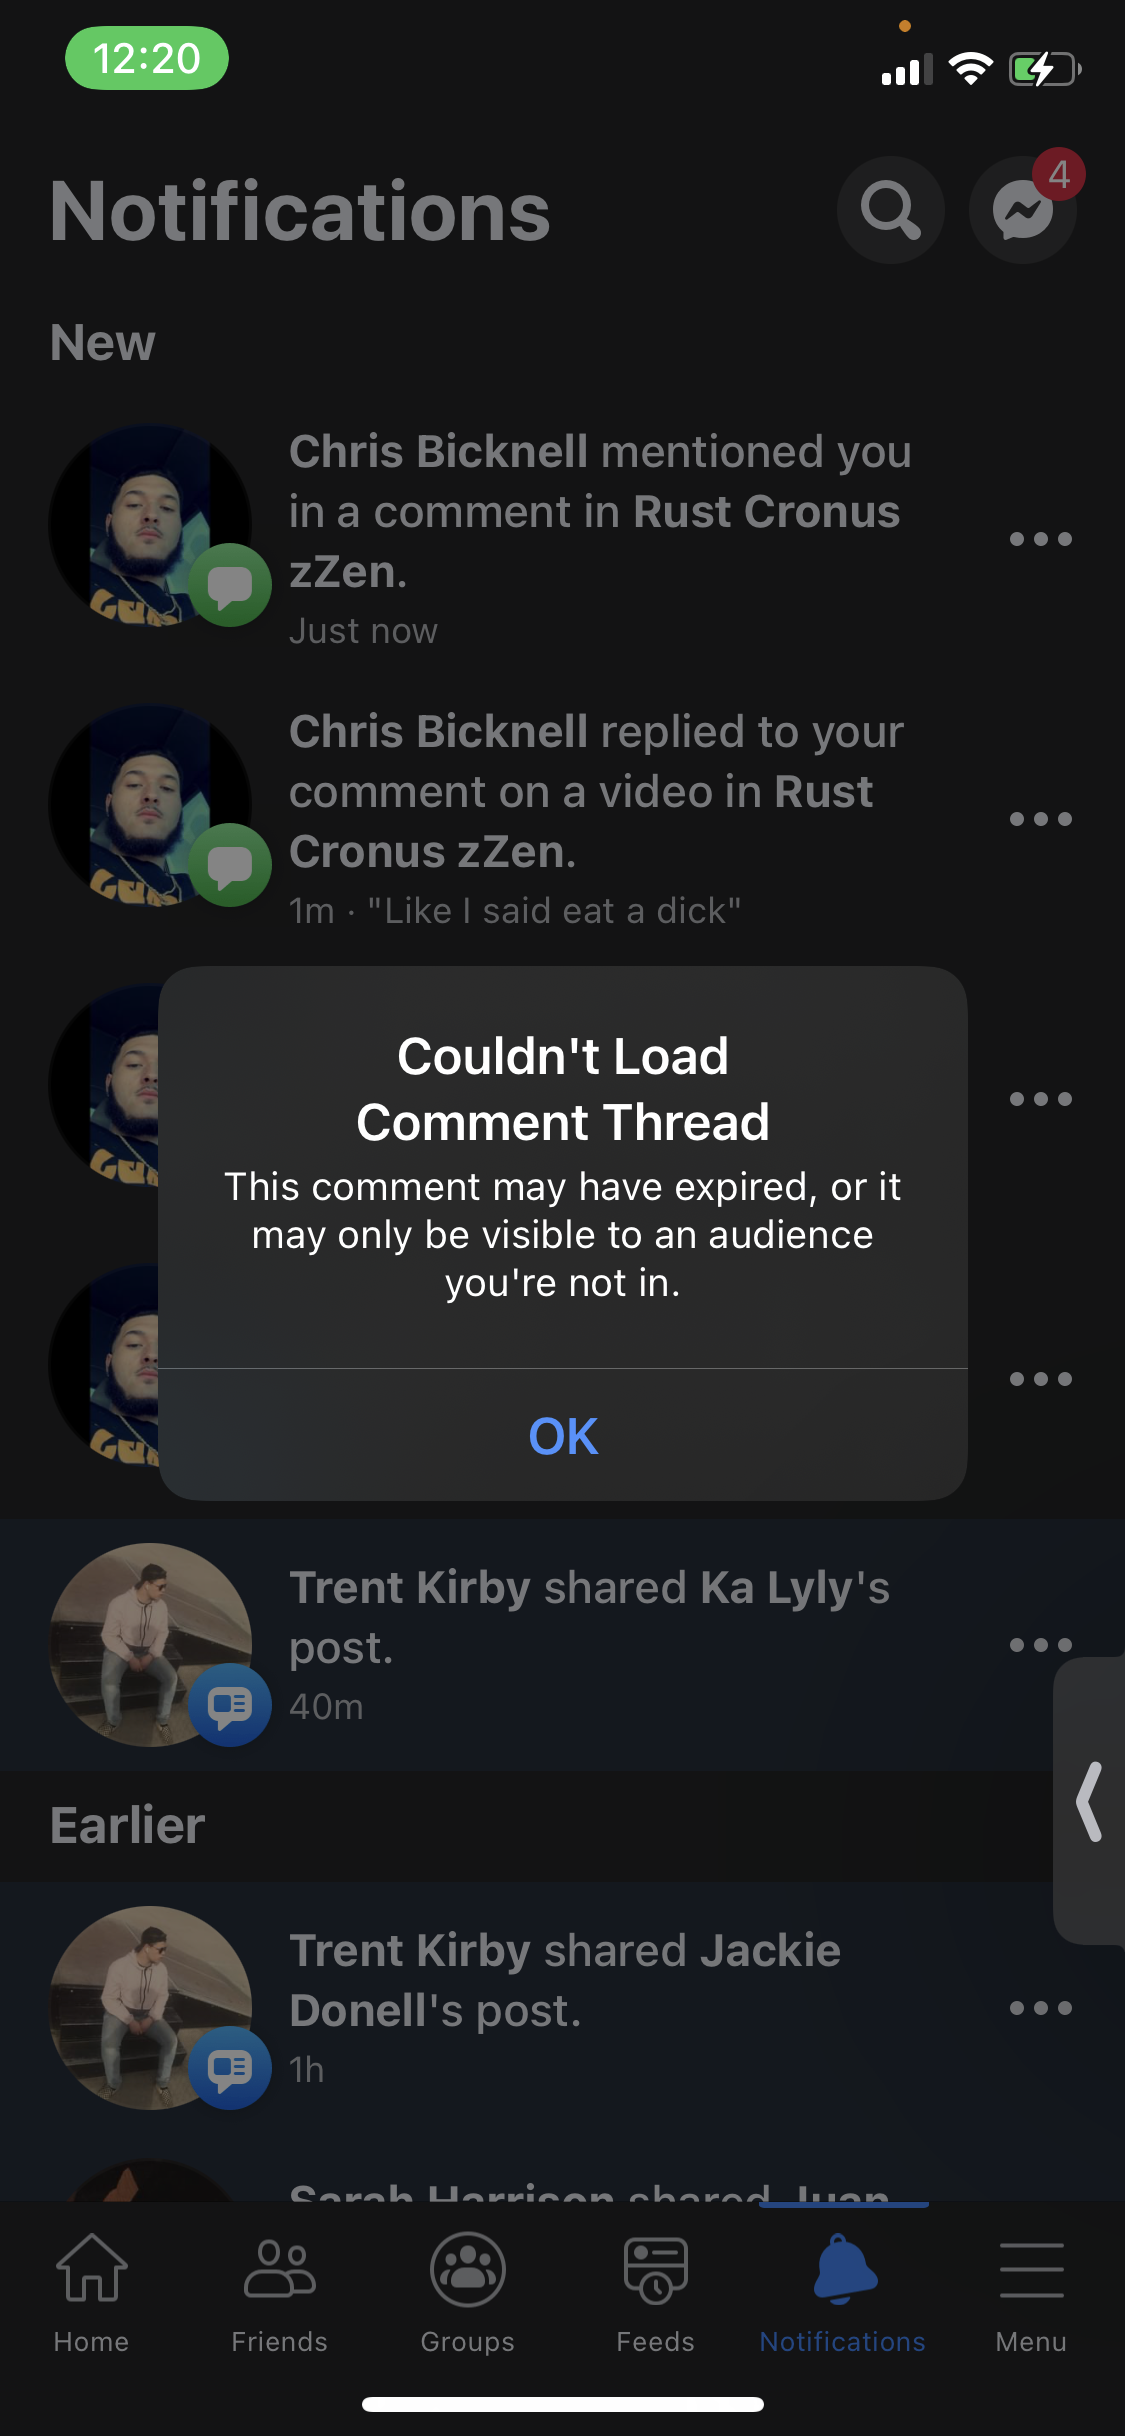 12:20
Notifications
4
New
Chris Bicknell mentioned you
in a comment in Rust Cronus
zZen.
Just now
Chris Bicknell replied to your
comment on a video in Rust
Cronus zZen.
1m · "Like I said eat a dick"
Couldn't Load
Comment Thread
This comment may have expired, or it
may only be visible to an audience
you're not in.
OK
Trent Kirby shared Ka Lyly's
post.
40m
Earlier
Trent Kirby shared Jackie
Donell's post.
1h
Sarah Harrison shared Juan
Home
Friends
Groups
Feeds
Notifications
Menu